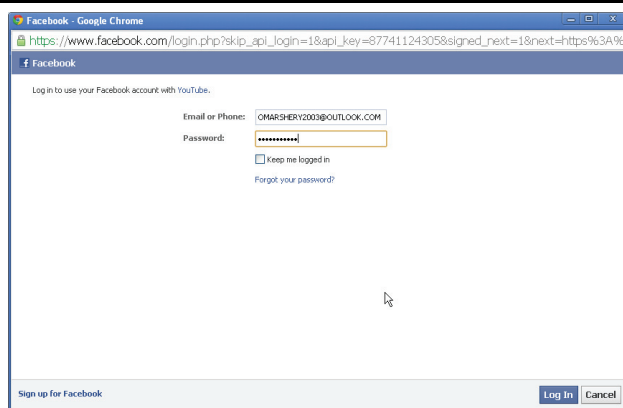 Facebook - Google Chrome
https://www.facebook.com/login.php?skip_api_login=1&api_key=87741124305&signed_next=1&next=https%3A%
Facebook
Log in to use your Facebook account with YouTube.
Email or Phone: OMARSHERY2003@OUTLOOK.COM
Password: •••••••••••
Keep me logged in
Forgot your password?
Sign up for Facebook Log In Cancel